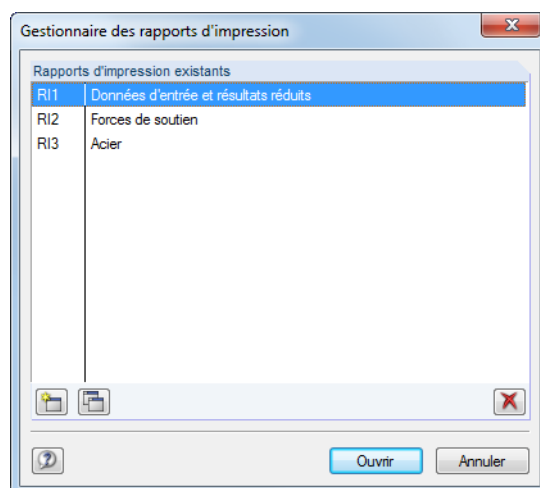 Gestionnaire des rapports d'impression
Rapports d'impression existants
RI1 Données d'entrée et résultats réduits
RI2 Forces de soutien
RI3 Acier
Ouvrir Annuler